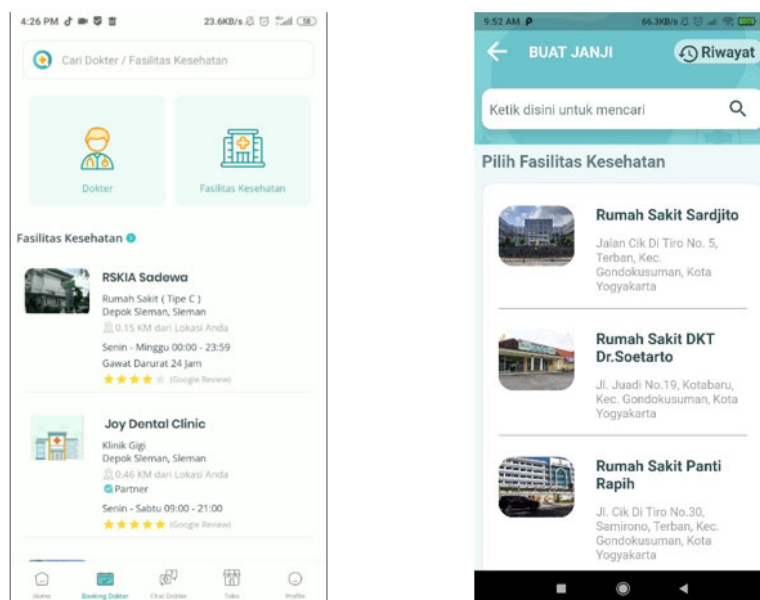 4:26 PM
23.6KB/s
58
Cari Dokter / Fasilitas Kesehatan
Dokter
Fasilitas Kesehatan
Fasilitas Kesehatan
RSKIA Sadewa
Rumah Sakit ( Tipe C )
Depok Sleman, Sleman
0.15 KM dari Lokasi Anda
Senin - Minggu 00:00 - 23:59
Gawat Darurat 24 Jam
(Google Review)
Joy Dental Clinic
Klinik Gigi
Depok Sleman, Sleman
0.46 KM dari Lokasi Anda
Partner
Senin - Sabtu 09:00 - 21:00
(Google Review)
Home
Booking Dokter
Chat Dokter
Toko
Profile
9:52 AM
66.3KB/s
BUAT JANJI
Riwayat
Ketik disini untuk mencari
Pilih Fasilitas Kesehatan
Rumah Sakit Sardjito
Jalan Cik Di Tiro No. 5,
Terban, Kec.
Gondokusuman, Kota
Yogyakarta
Rumah Sakit DKT
Dr.Soetarto
Jl. Juadi No.19, Kotabaru,
Kec. Gondokusuman, Kota
Yogyakarta
Rumah Sakit Panti
Rapih
Jl. Cik Di Tiro No.30,
Samirono, Terban, Kec.
Gondokusuman, Kota
Yogyakarta